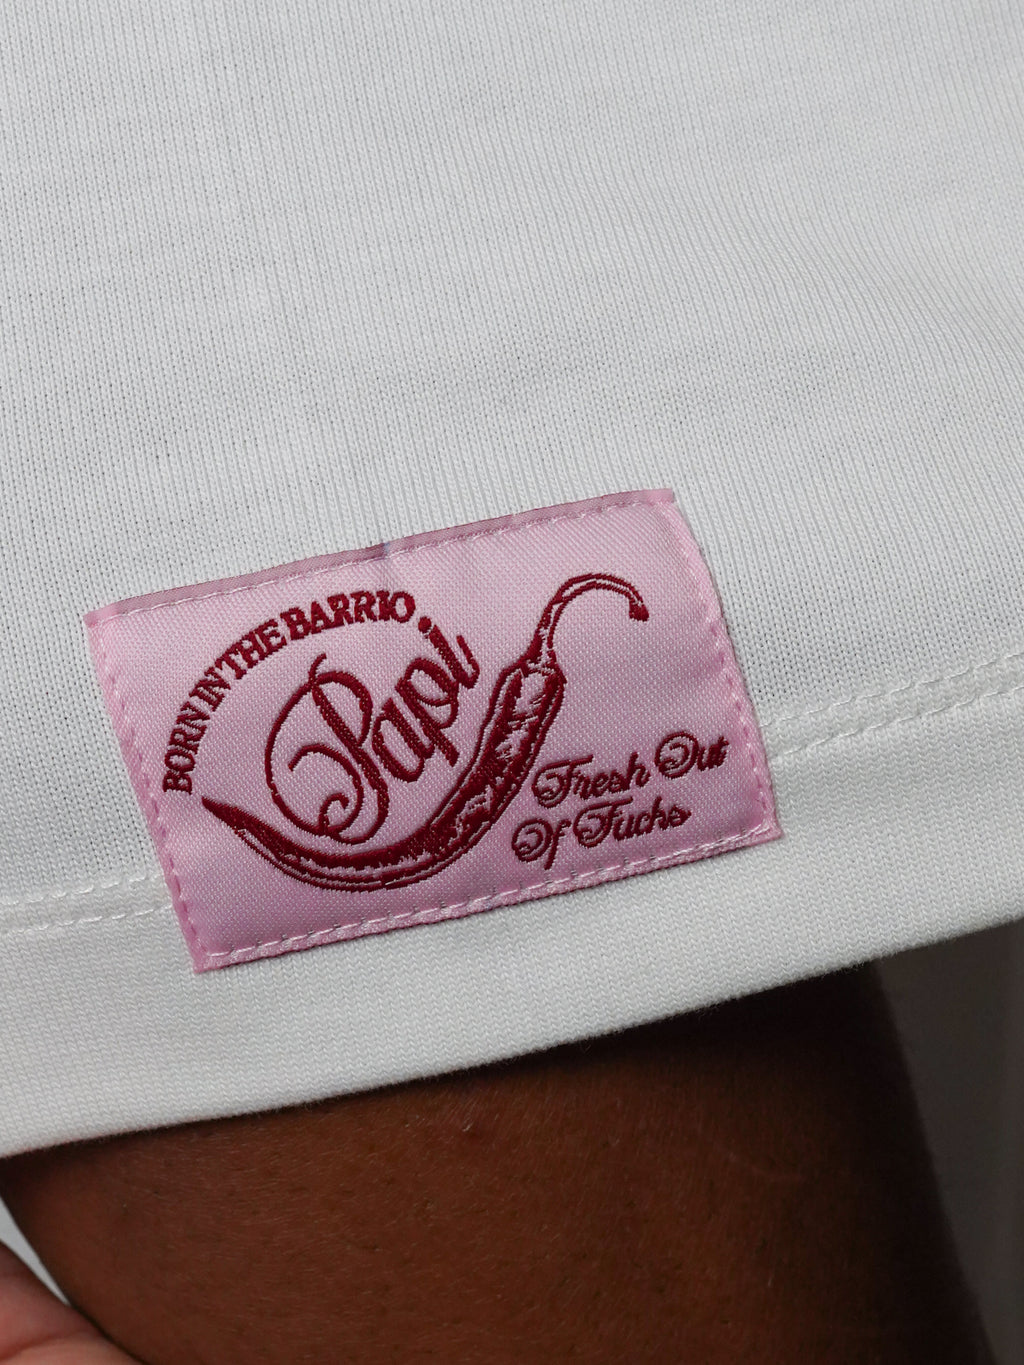 BORN IN THE BARRIO
Papi
Fresh Out
Of Fucks